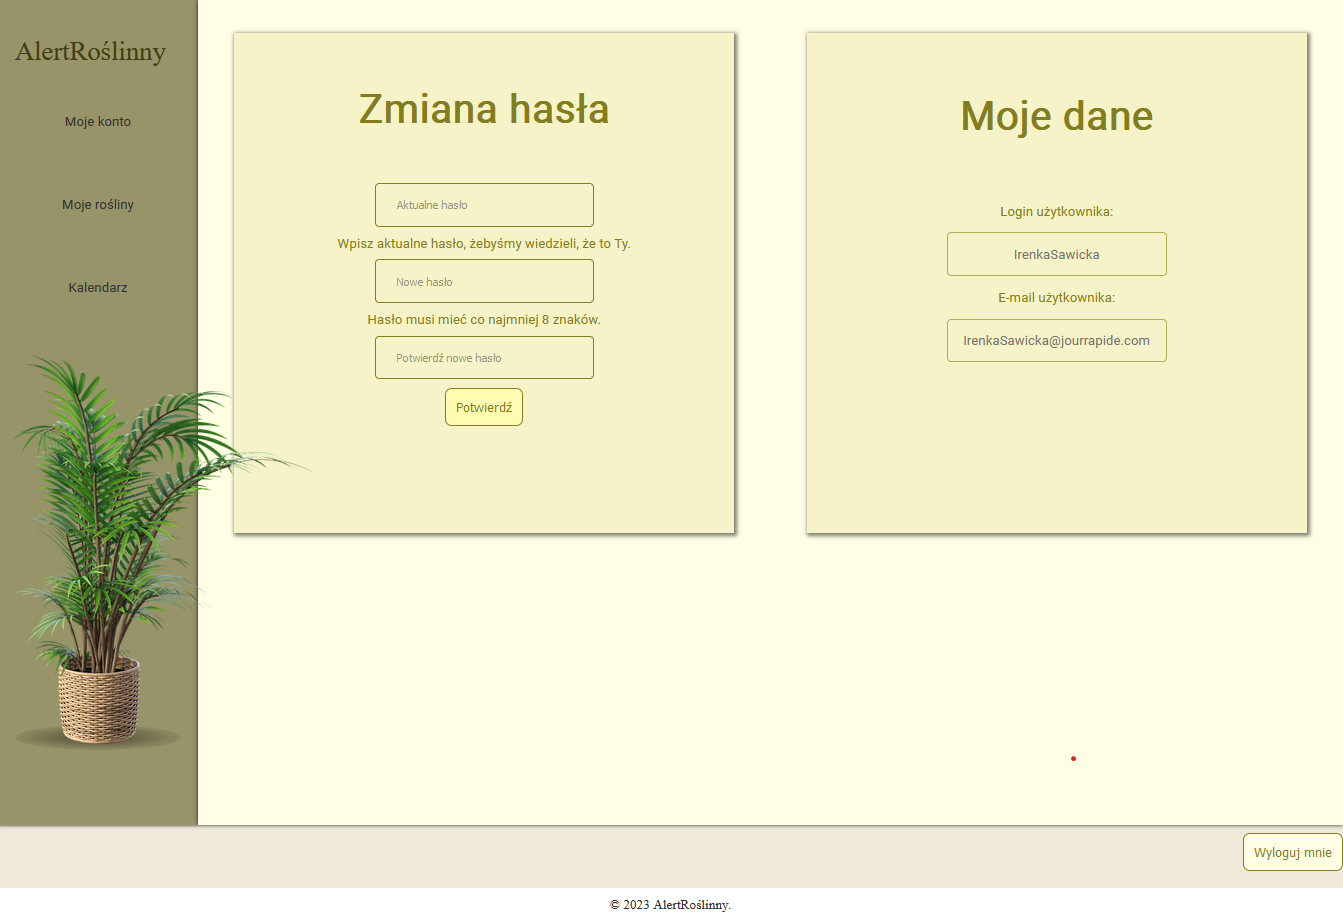 AlertRoślinny
Moje konto
Moje rośliny
Kalendarz
Zmiana hasła
Aktualne hasło
Wpisz aktualne hasło, żebyśmy wiedzieli, że to Ty.
Nowe hasło
Hasło musi mieć co najmniej 8 znaków.
Potwierdź nowe hasło
Potwierdź
Moje dane
Login użytkownika:
IrenkaSawicka
E-mail użytkownika:
IrenkaSawicka@jourrapide.com
Wyloguj mnie
© 2023 AlertRoślinny.